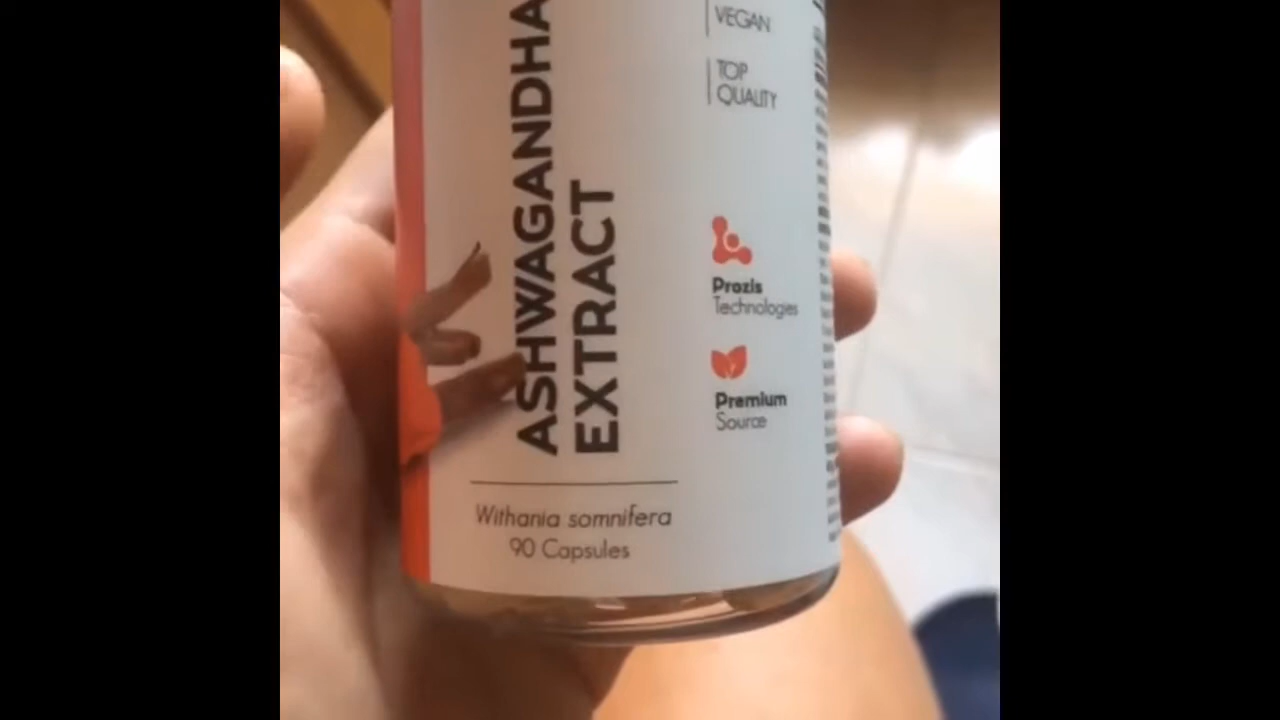 ASHWAGANDHA
EXTRACT
Withania somnifera
90 Capsules
VEGAN
TOP
QUALITY
Prozis
Technologies
Premium
Source